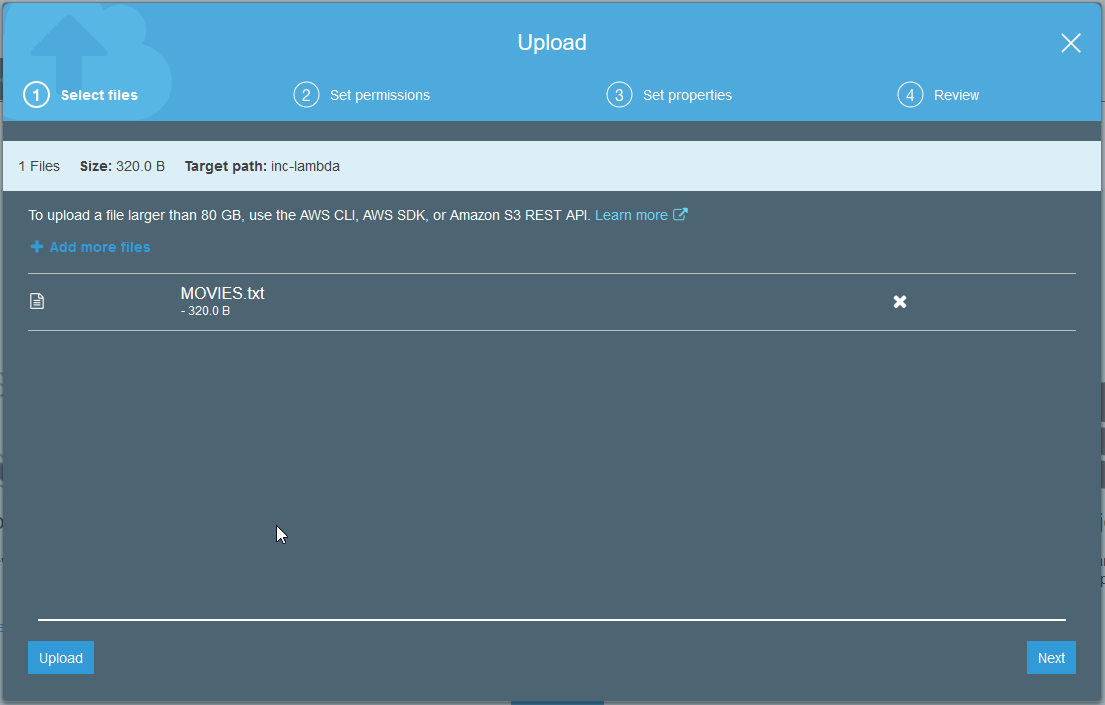 Upload
1 Select files
2 Set permissions
3 Set properties
4 Review
1 Files Size: 320.0 B Target path: inc-lambda
To upload a file larger than 80 GB, use the AWS CLI, AWS SDK, or Amazon S3 REST API. Learn more
Add more files
MOVIES.txt
- 320.0 B
Upload
Next